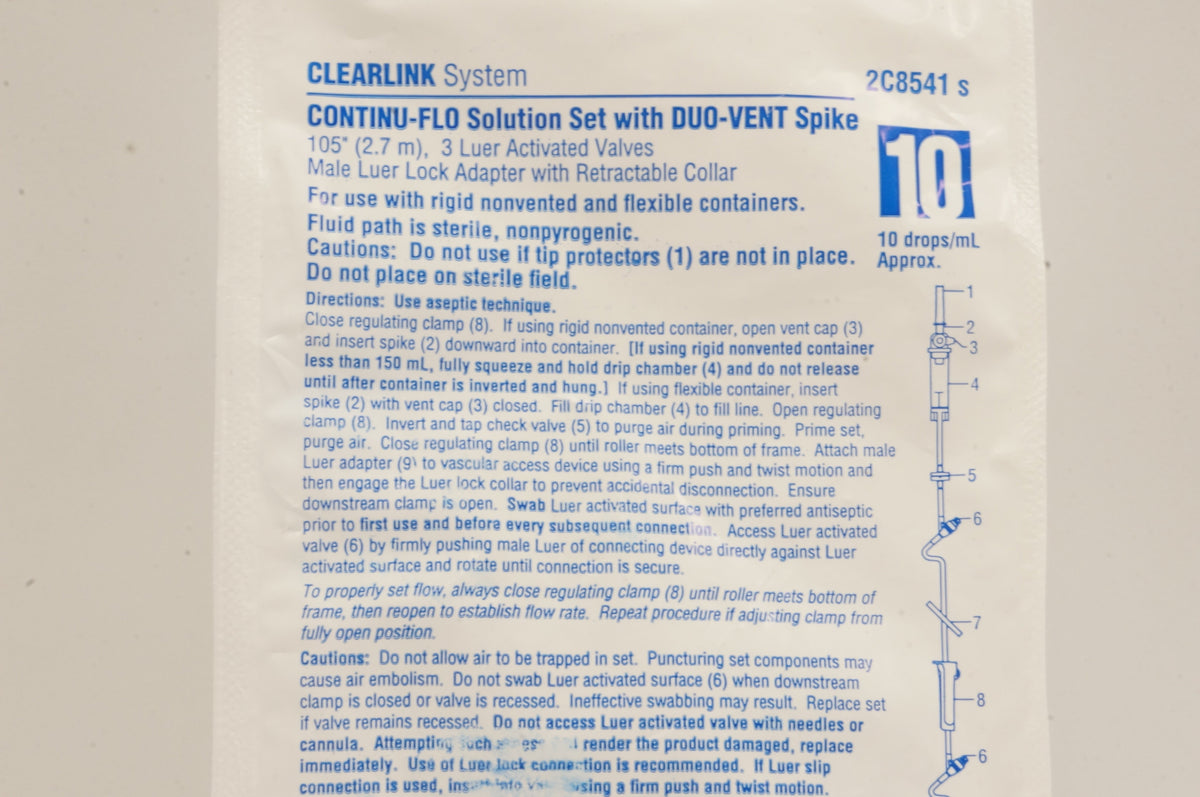 CLEARLINK System
2C8541 s
CONTINU-FLO Solution Set with DUO-VENT Spike
105" (2.7 m), 3 Luer Activated Valves
Male Luer Lock Adapter with Retractable Collar
For use with rigid nonvented and flexible containers.
Fluid path is sterile, nonpyrogenic.
Cautions: Do not use if tip protectors (1) are not in place.
Do not place on sterile field.
10
10 drops/mL
Approx.
Directions: Use aseptic technique.
Close regulating clamp (8). If using rigid nonvented container, open vent cap (3)
and insert spike (2) downward into container. [If using rigid nonvented container
less than 150 mL, fully squeeze and hold drip chamber (4) and do not release
until after container is inverted and hung.] If using flexible container, insert
spike (2) with vent cap (3) closed. Fill drip chamber (4) to fill line. Open regulating
clamp (8). Invert and tap check valve (5) to purge air during priming. Prime set,
purge air. Close regulating clamp (8) until roller meets bottom of frame. Attach male
Luer adapter (9) to vascular access device using a firm push and twist motion and
then engage the Luer lock collar to prevent accidental disconnection. Ensure
downstream clamp is open. Swab Luer activated surface with preferred antiseptic
prior to first use and before every subsequent connection. Access Luer activated
valve (6) by firmly pushing male Luer of connecting device directly against Luer
activated surface and rotate until connection is secure.
To properly set flow, always close regulating clamp (8) until roller meets bottom of
frame, then reopen to establish flow rate. Repeat procedure if adjusting clamp from
fully open position.
Cautions: Do not allow air to be trapped in set. Puncturing set components may
cause air embolism. Do not swab Luer activated surface (6) when downstream
clamp is closed or valve is recessed. Ineffective swabbing may result. Replace set
if valve remains recessed. Do not access Luer activated valve with needles or
cannula. Attempting such render the product damaged, replace
immediately. Use of Luer lock connection is recommended. If Luer slip
connection is used, into using a firm push and twist motion.
1
2
3
4
5
6
7
8
6